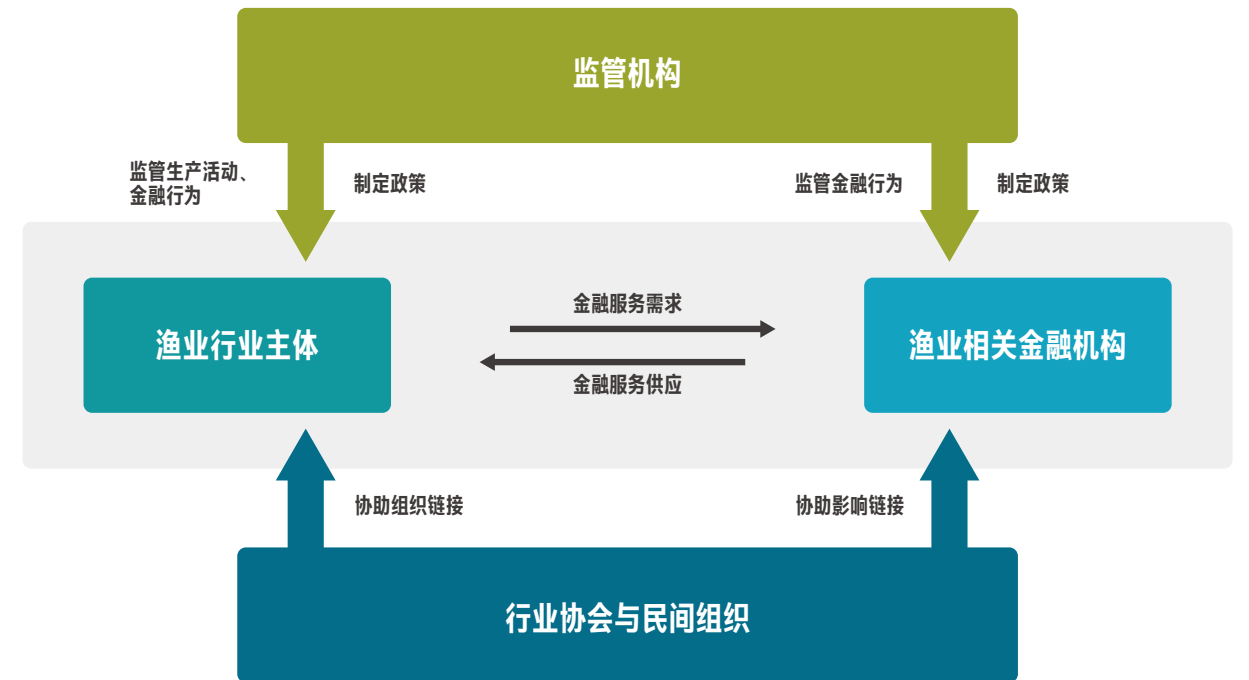 监管机构
监管生产活动、
金融行为
制定政策
监管金融行为
制定政策
金融服务需求
渔业行业主体
渔业相关金融机构
金融服务供应
协助组织链接
协助影响链接
行业协会与民间组织